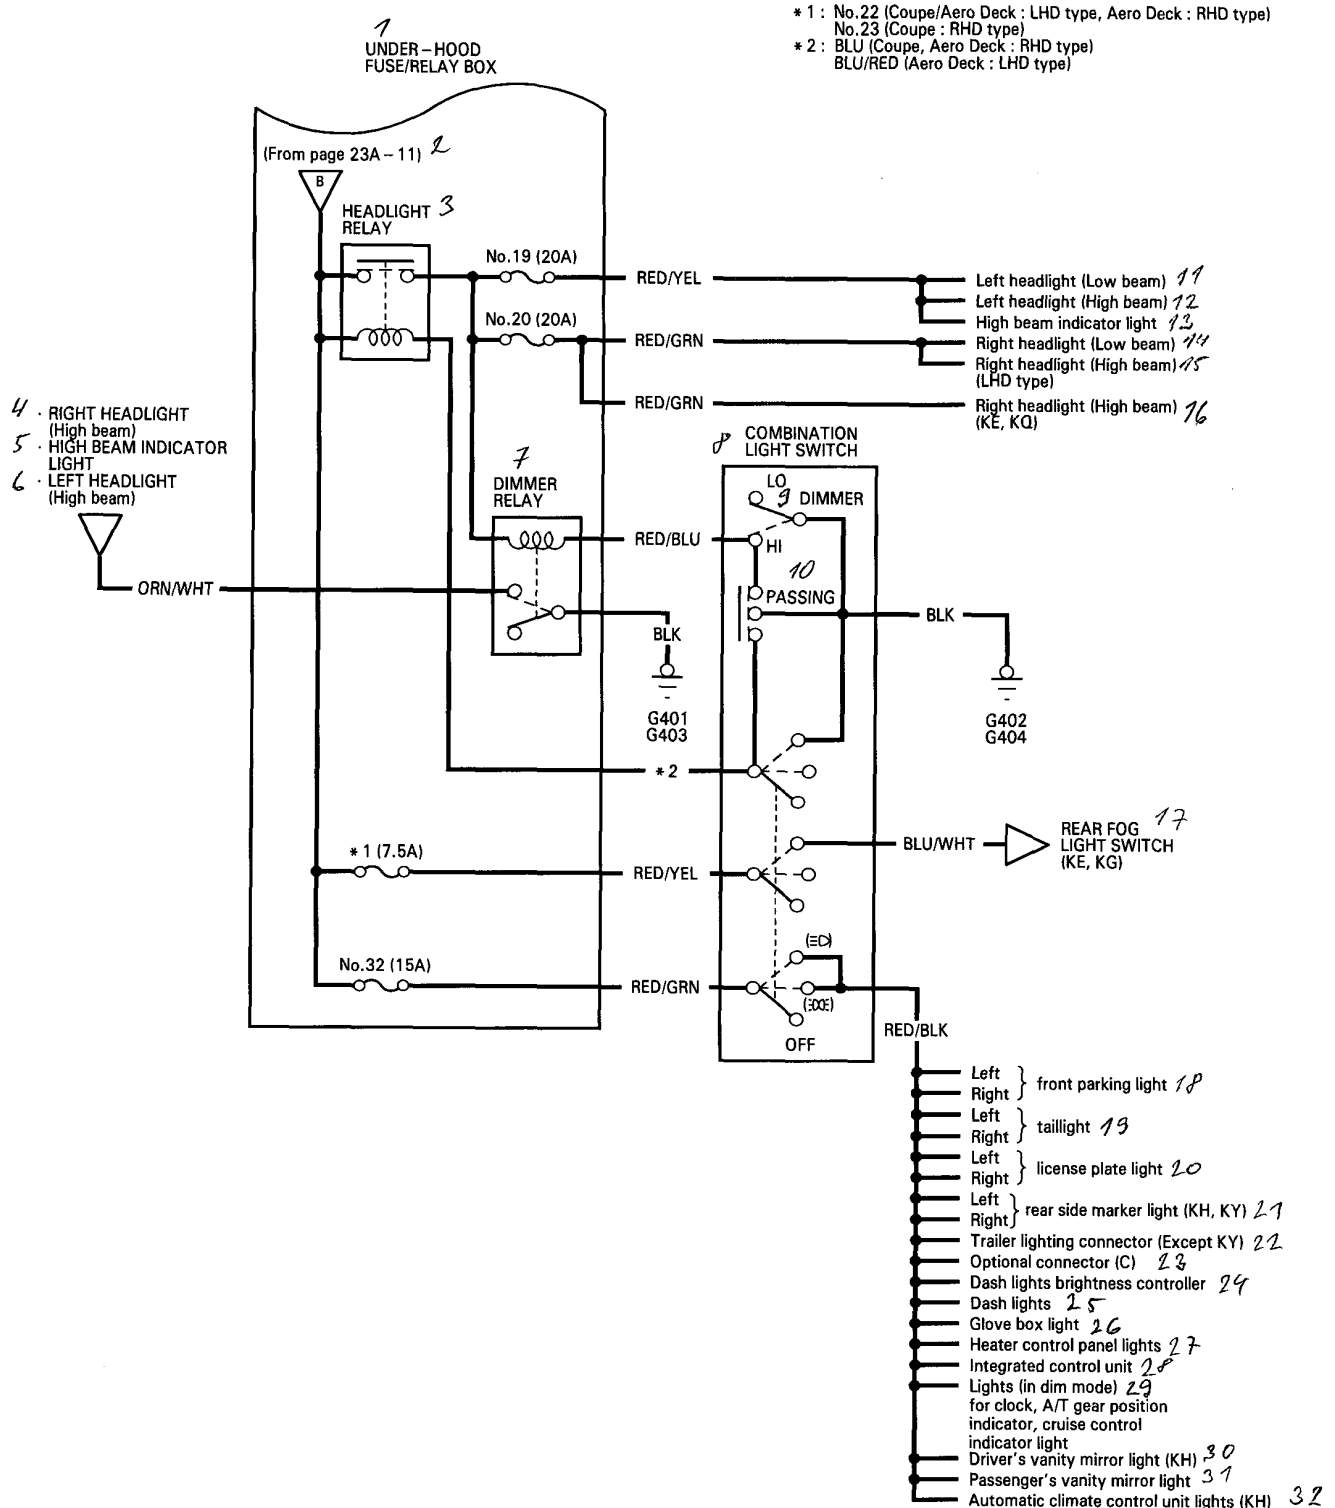 *1 : No.22 (Coupe/Aero Deck : LHD type, Aero Deck : RHD type)
No.23 (Coupe : RHD type)
*2 : BLU (Coupe, Aero Deck : RHD type)
BLU/RED (Aero Deck : LHD type)
1
UNDER-HOOD
FUSE/RELAY BOX
(From page 23A-11) 2
B
HEADLIGHT 3
RELAY
No.19 (20A)
RED/YEL
Left headlight (Low beam) 11
Left headlight (High beam) 12
High beam indicator light 13
No.20 (20A)
RED/GRN
Right headlight (Low beam) 14
Right headlight (High beam) 15
(LHD type)
RED/GRN
Right headlight (High beam) 16
(KE, KQ)
4 · RIGHT HEADLIGHT
(High beam)
5 · HIGH BEAM INDICATOR
LIGHT
6 · LEFT HEADLIGHT
(High beam)
7
DIMMER
RELAY
8 COMBINATION
LIGHT SWITCH
LO
9 DIMMER
RED/BLU
HI
10
PASSING
ORN/WHT
BLK
G401
G403
BLK
G402
G404
*2
BLU/WHT
REAR FOG 17
LIGHT SWITCH
(KE, KG)
*1 (7.5A)
RED/YEL
No.32 (15A)
RED/GRN
OFF
RED/BLK
Left
Right
front parking light 18
Left
Right
taillight 19
Left
Right
license plate light 20
Left
Right
rear side marker light (KH, KY) 21
Trailer lighting connector (Except KY) 22
Optional connector (C) 23
Dash lights brightness controller 24
Dash lights 25
Glove box light 26
Heater control panel lights 27
Integrated control unit 28
Lights (in dim mode) 29
for clock, A/T gear position
indicator, cruise control
indicator light
Driver's vanity mirror light (KH) 30
Passenger's vanity mirror light 31
Automatic climate control unit lights (KH) 32